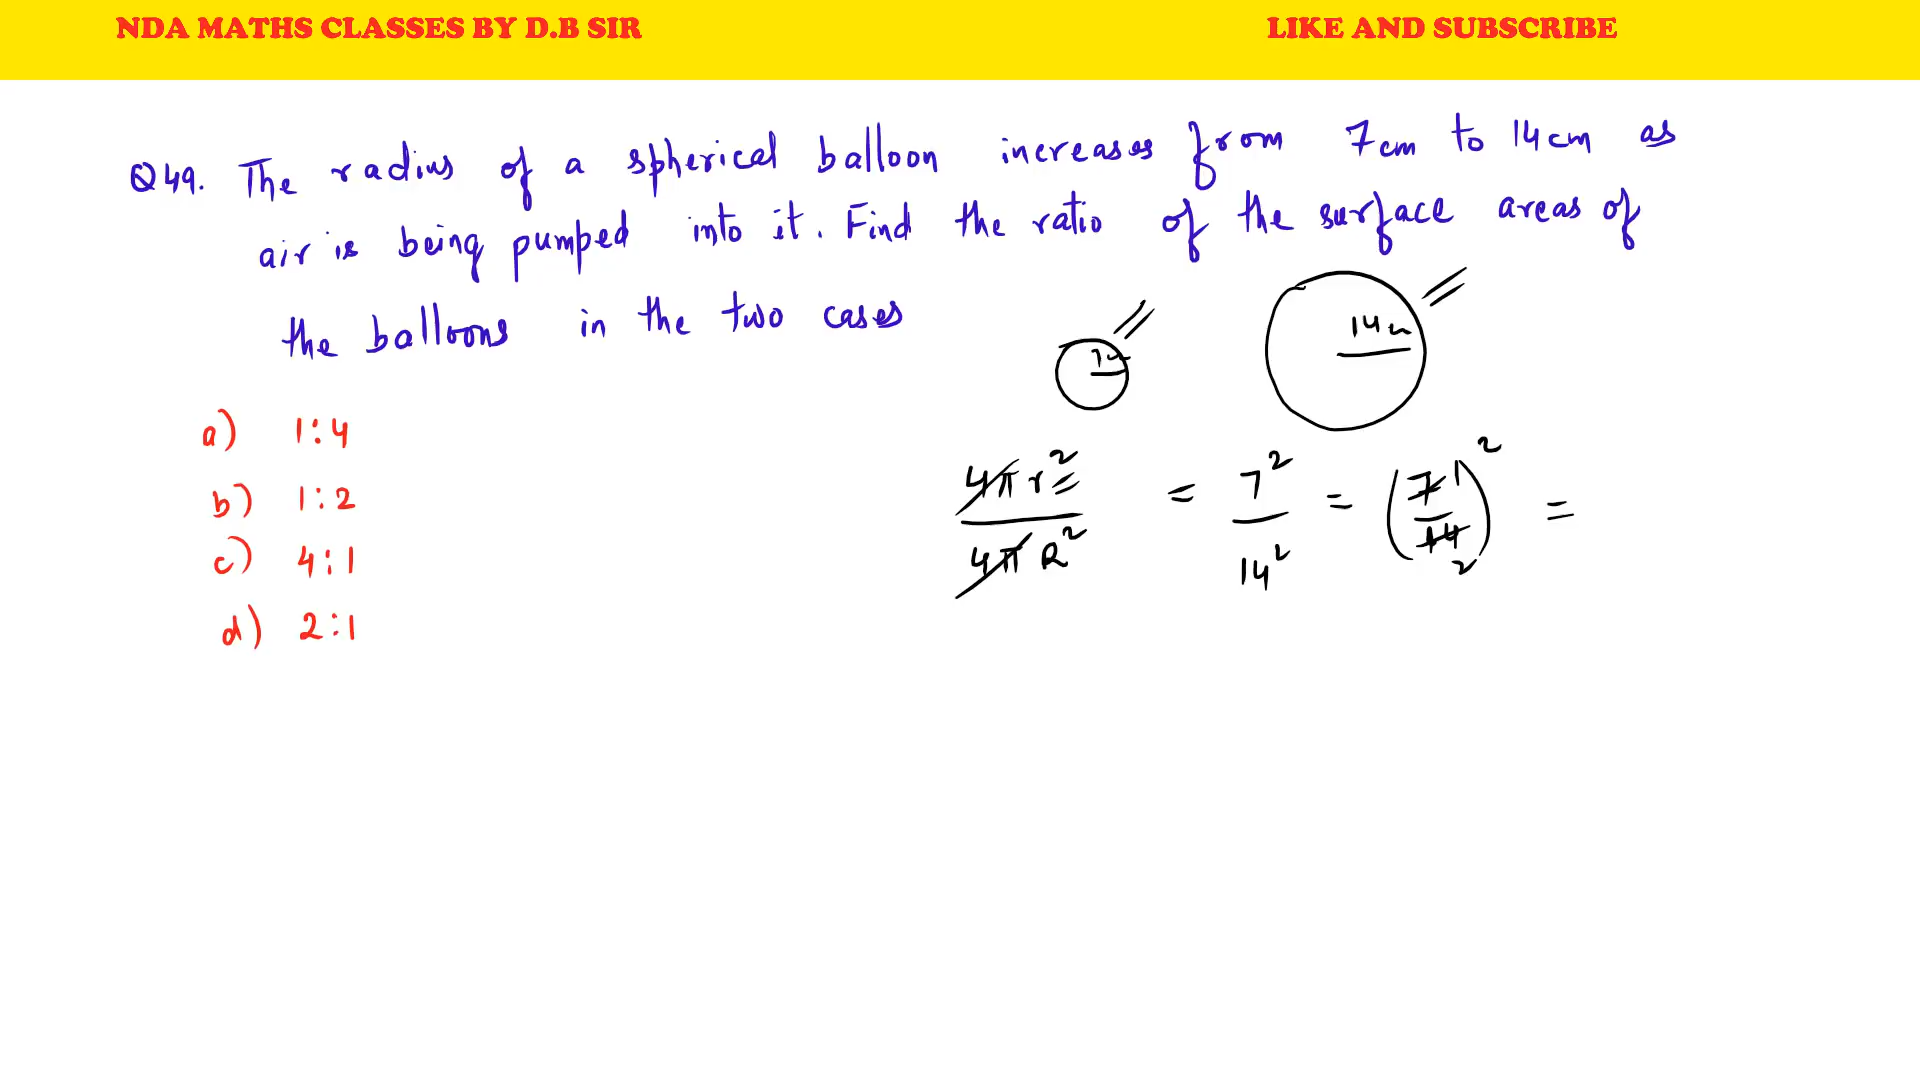 NDA MATHS CLASSES BY D.B SIR
LIKE AND SUBSCRIBE
Q49. The radius of a spherical balloon increases from 7cm to 14cm as
air is being pumped into it. Find the ratio of the surface areas of
the balloons in the two cases
a) 1:4
b) 1:2
c) 4:1
d) 2:1
14
4πr² / 4πR² = 7² / 14² = (7 1 / 14 2)² =